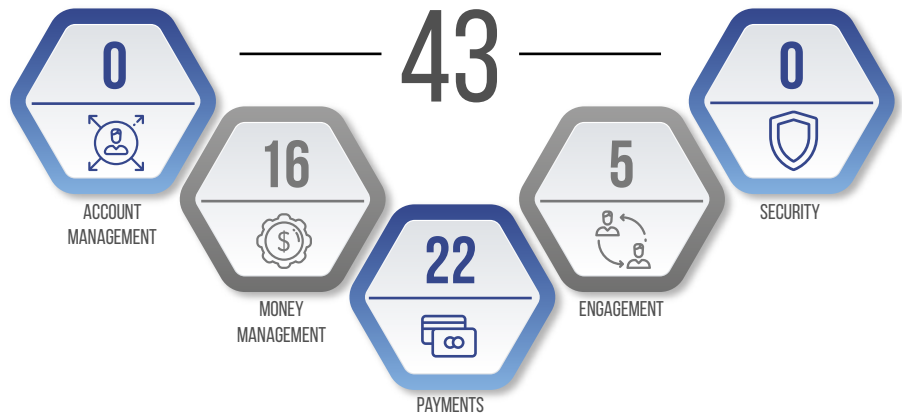 43
0
ACCOUNT
MANAGEMENT
16
$
MONEY
MANAGEMENT
22
PAYMENTS
5
ENGAGEMENT
0
SECURITY